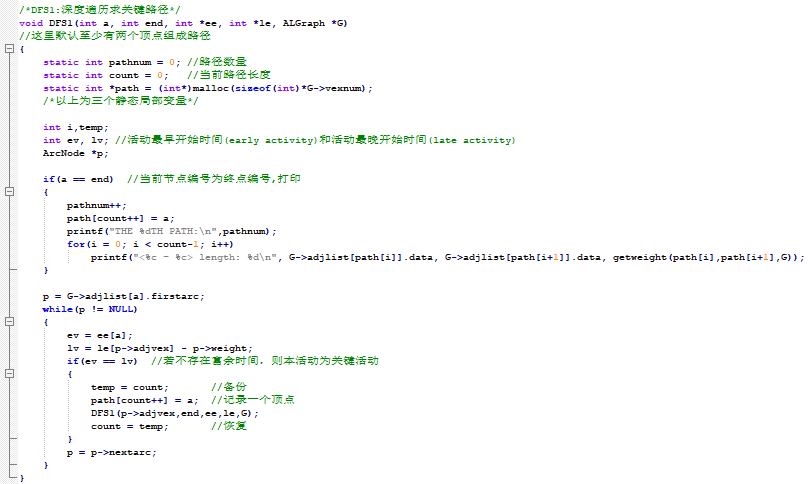 /*DFS1:深度遍历求关键路径*/
void DFS1(int a, int end, int *ee, int *le, ALGraph *G)
//这里默认至少有两个顶点组成路径
{
    static int pathnum = 0; //路径数量
    static int count = 0;   //当前路径长度
    static int *path = (int*)malloc(sizeof(int)*G->vexnum);
    /*以上为三个静态局部变量*/

    int i,temp;
    int ev, lv; //活动最早开始时间(early activity)和活动最晚开始时间(late activity)
    ArcNode *p;

    if(a == end)  //当前节点编号为终点编号,打印
    {
        pathnum++;
        path[count++] = a;
        printf("THE %dTH PATH:\n",pathnum);
        for(i = 0; i < count-1; i++)
            printf("<%c - %c> length: %d\n", G->adjlist[path[i]].data, G->adjlist[path[i+1]].data, getweight(path[i],path[i+1],G));
    }

    p = G->adjlist[a].firstarc;
    while(p != NULL)
    {
        ev = ee[a];
        lv = le[p->adjvex] - p->weight;
        if(ev == lv)  //若不存在富余时间，则本活动为关键活动
        {
            temp = count;      //备份
            path[count++] = a;  //记录一个顶点
            DFS1(p->adjvex,end,ee,le,G);
            count = temp;      //恢复
        }
        p = p->nextarc;
    }
}